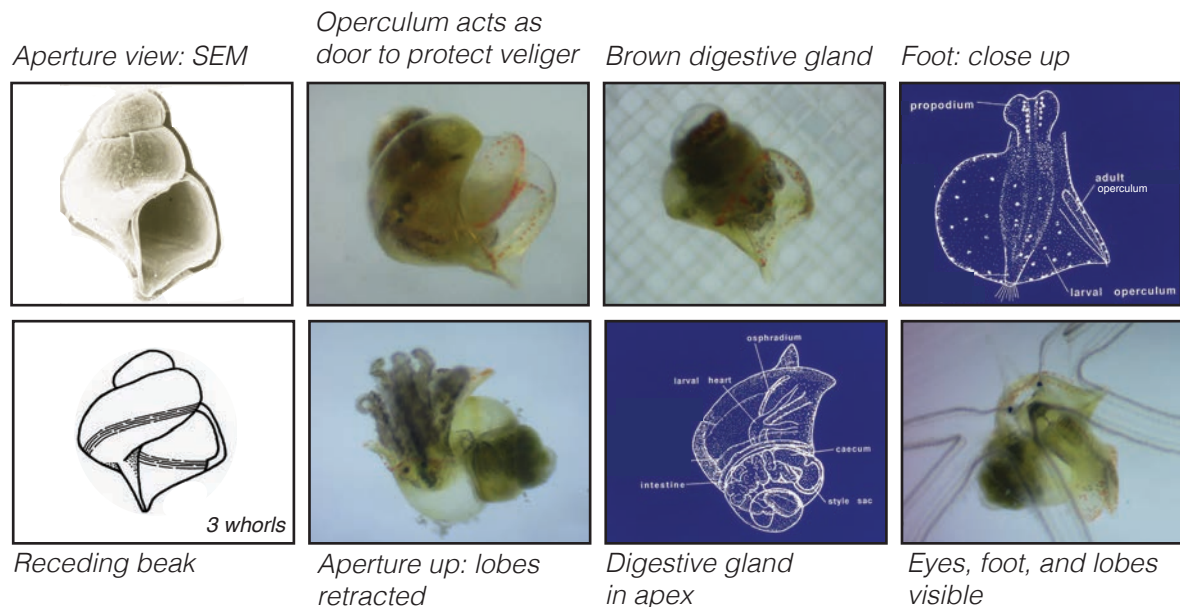 Aperture view: SEM
Operculum acts as
door to protect veliger
Brown digestive gland
Foot: close up
propodium
adult
operculum
larval operculum
3 whorls
osphradium
larval heart
caecum
intestine
style sac
Receding beak
Aperture up: lobes
retracted
Digestive gland
in apex
Eyes, foot, and lobes
visible